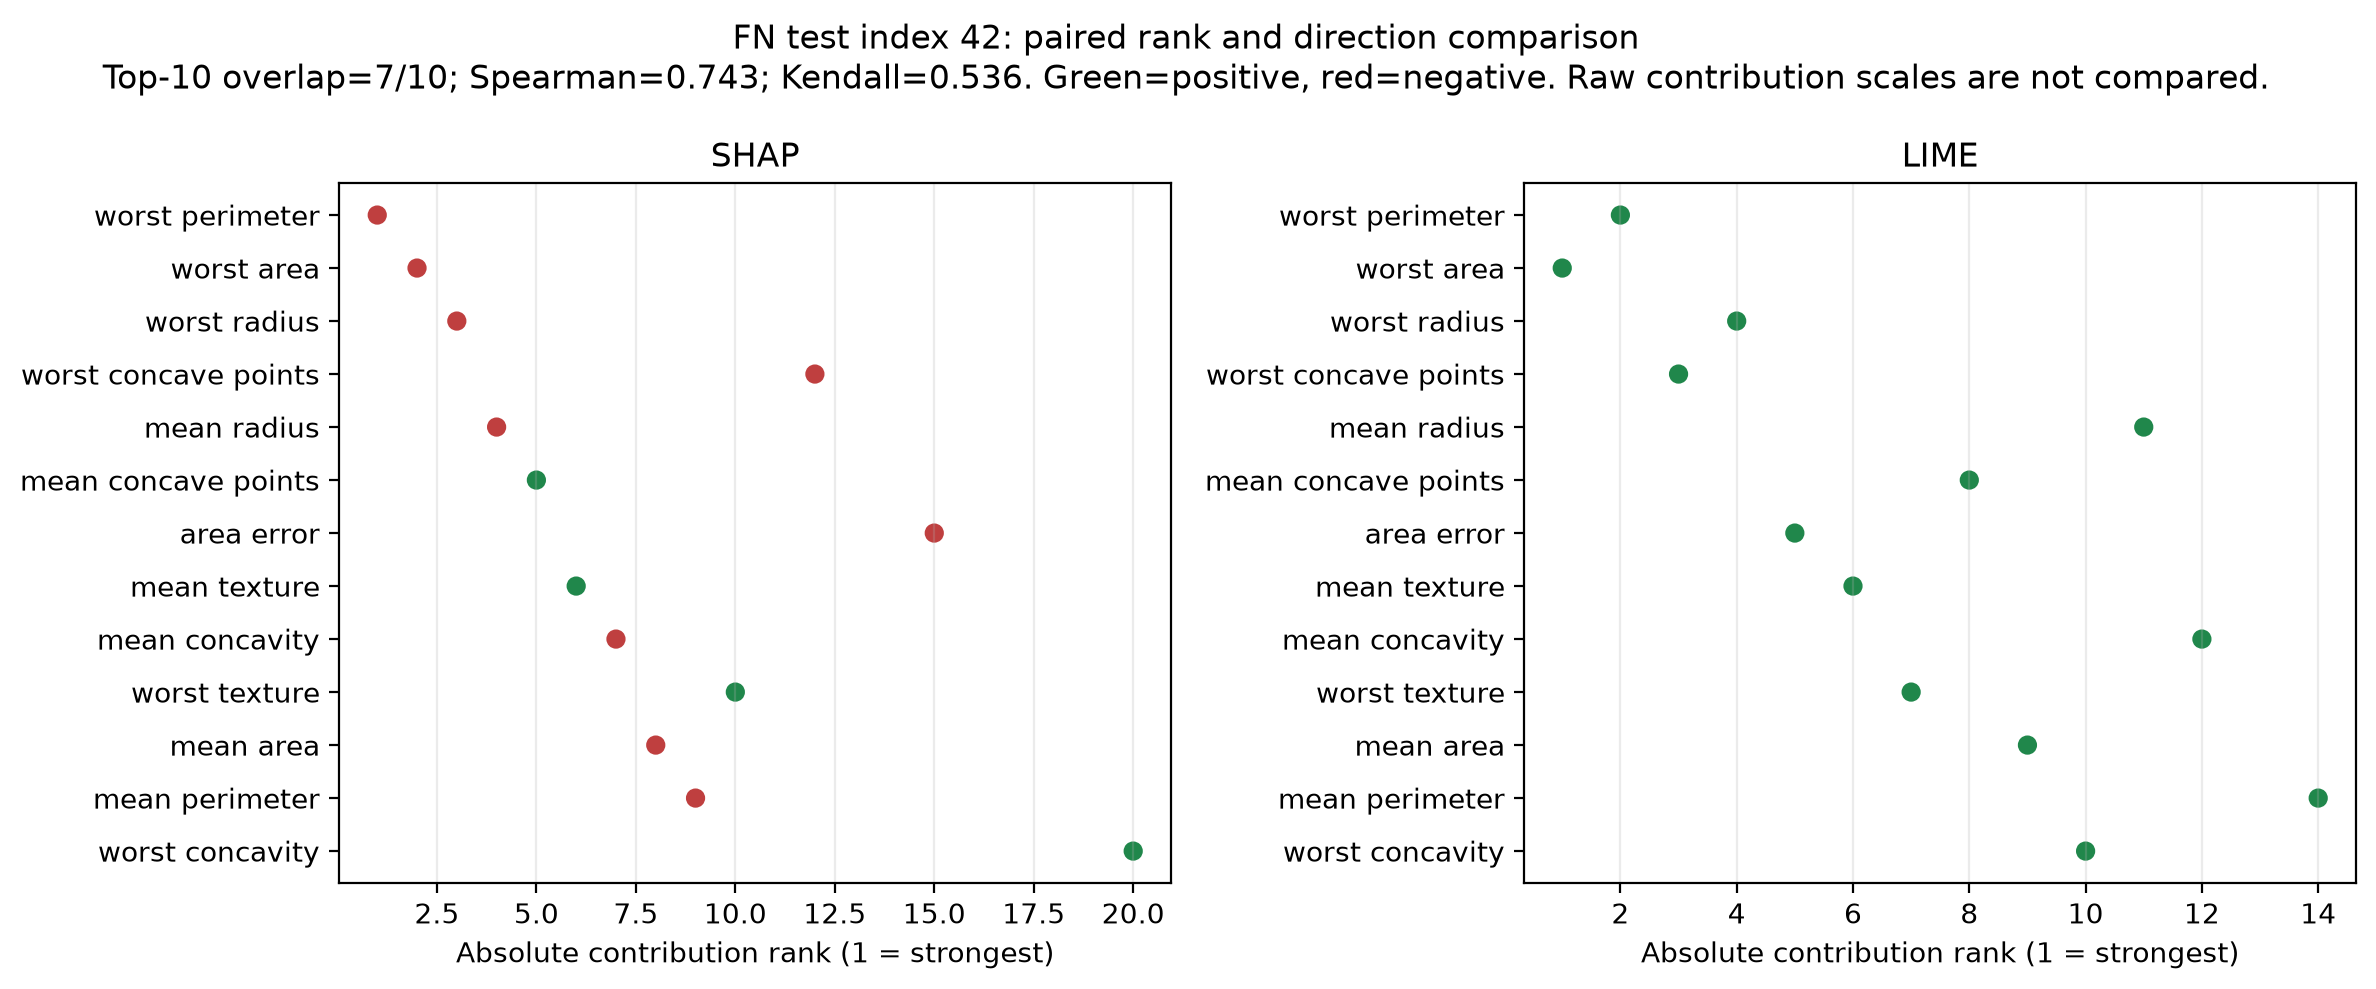 FN test index 42: paired rank and direction comparison
Top-10 overlap=7/10; Spearman=0.743; Kendall=0.536. Green=positive, red=negative. Raw contribution scales are not compared.
SHAP
worst perimeter
worst area
worst radius
worst concave points
mean radius
mean concave points
area error
mean texture
mean concavity
worst texture
mean area
mean perimeter
worst concavity
2.5 5.0 7.5 10.0 12.5 15.0 17.5 20.0
Absolute contribution rank (1 = strongest)
LIME
worst perimeter
worst area
worst radius
worst concave points
mean radius
mean concave points
area error
mean texture
mean concavity
worst texture
mean area
mean perimeter
worst concavity
2 4 6 8 10 12 14
Absolute contribution rank (1 = strongest)